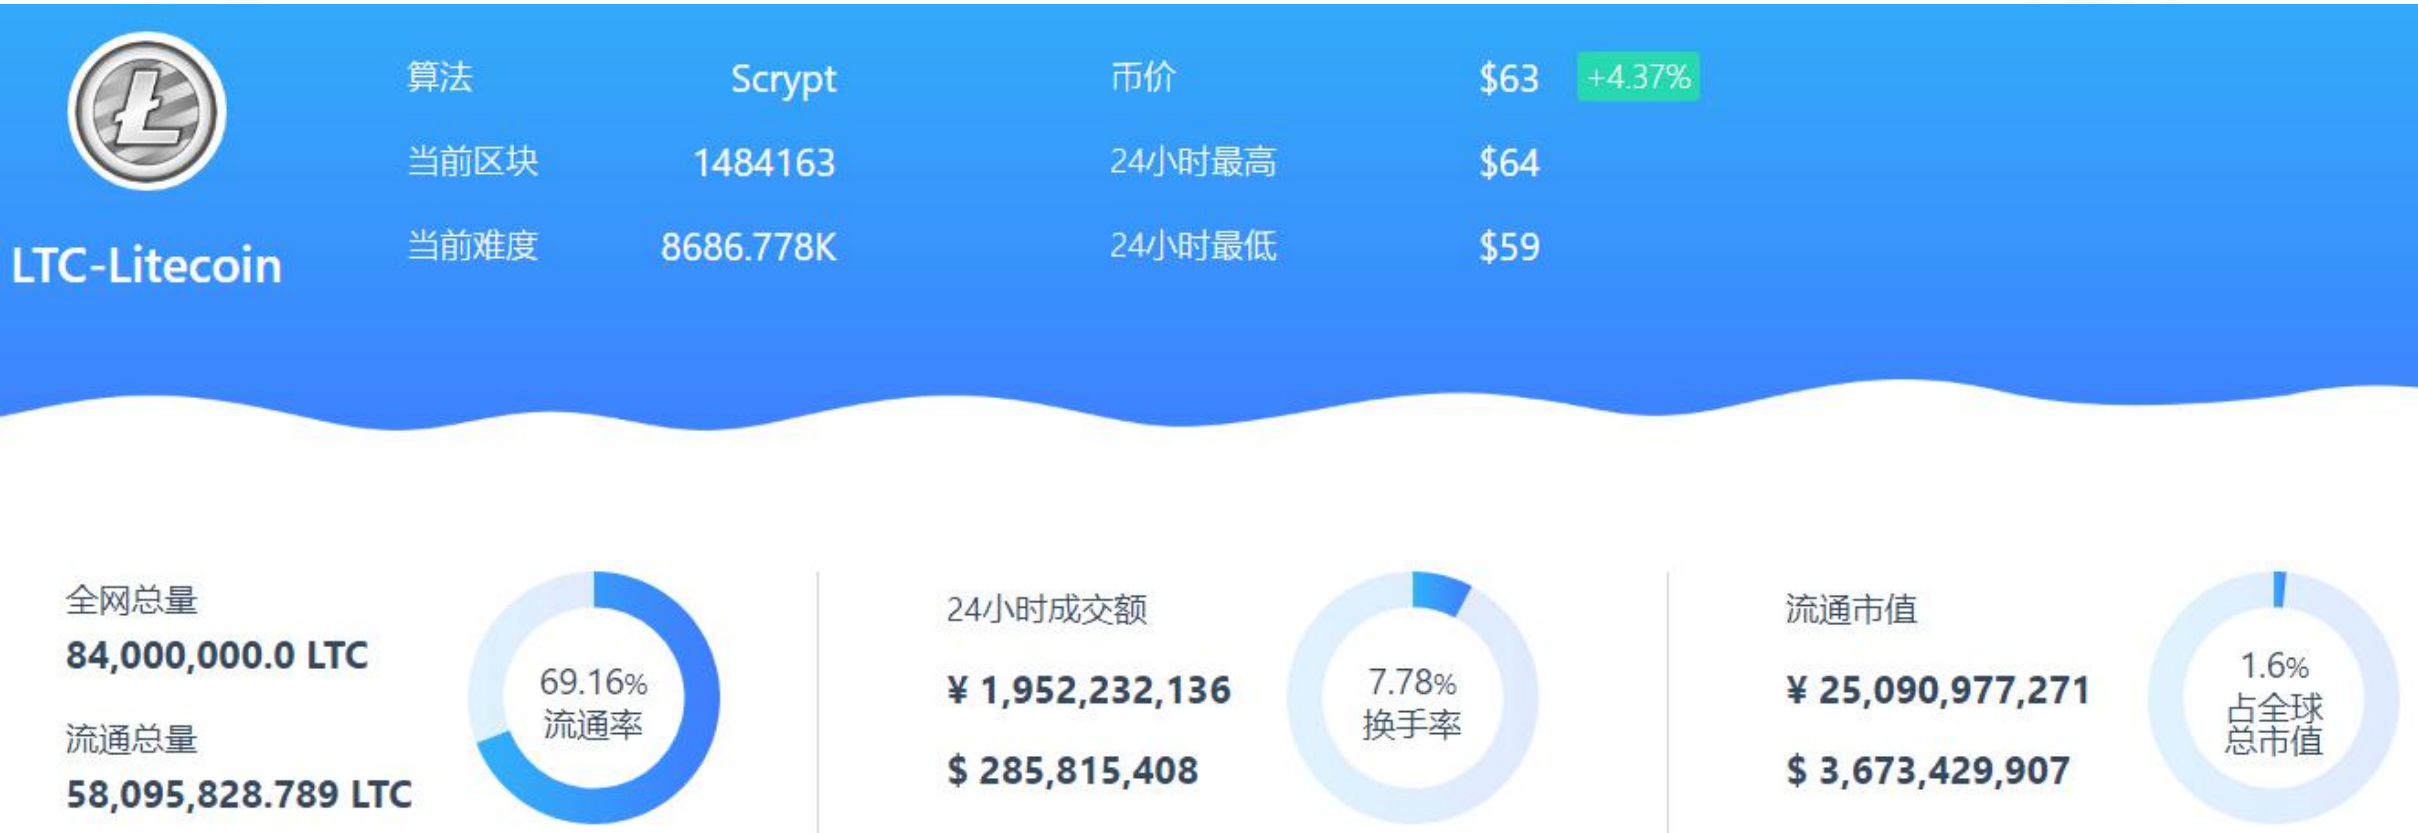 LTC-Litecoin
算法 Scrypt
当前区块 1484163
当前难度 8686.778K
币价 $63 +4.37%
24小时最高 $64
24小时最低 $59
全网总量
84,000,000.0 LTC
流通总量
58,095,828.789 LTC
69.16%
流通率
24小时成交额
¥ 1,952,232,136
$ 285,815,408
7.78%
换手率
流通市值
¥ 25,090,977,271
$ 3,673,429,907
1.6%
占全球
总市值